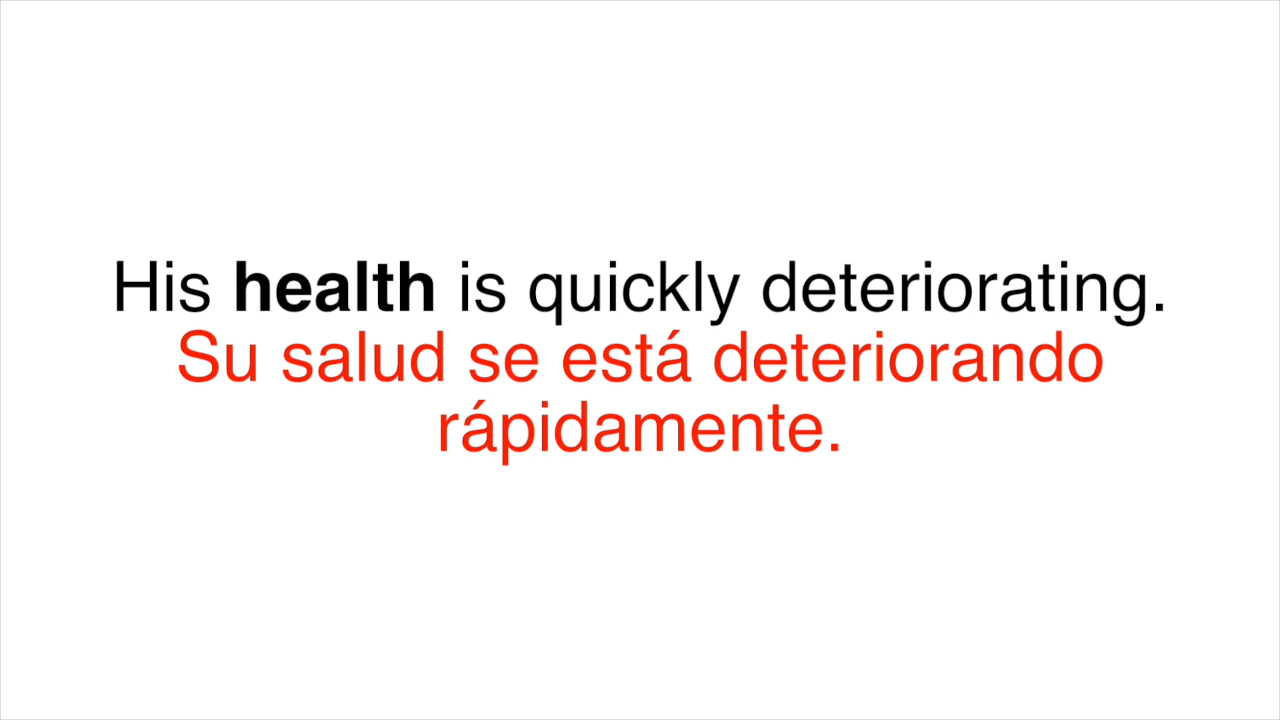 His health is quickly deteriorating.
Su salud se está deteriorando
rápidamente.